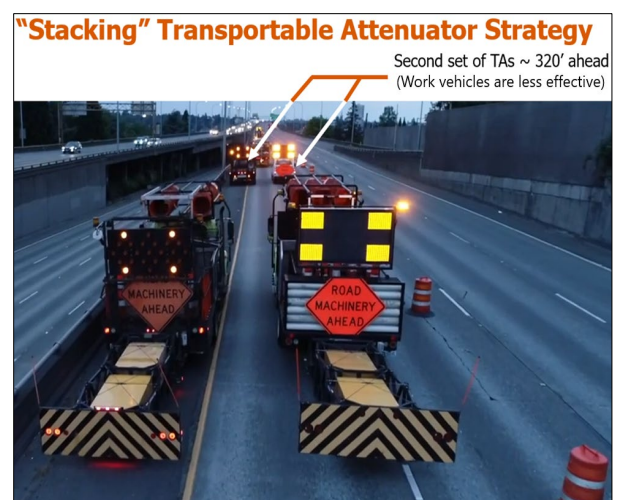 "Stacking" Transportable Attenuator Strategy
Second set of TAs ~ 320' ahead
(Work vehicles are less effective)
MACHINERY
AHEAD
ROAD
MACHINERY
AHEAD